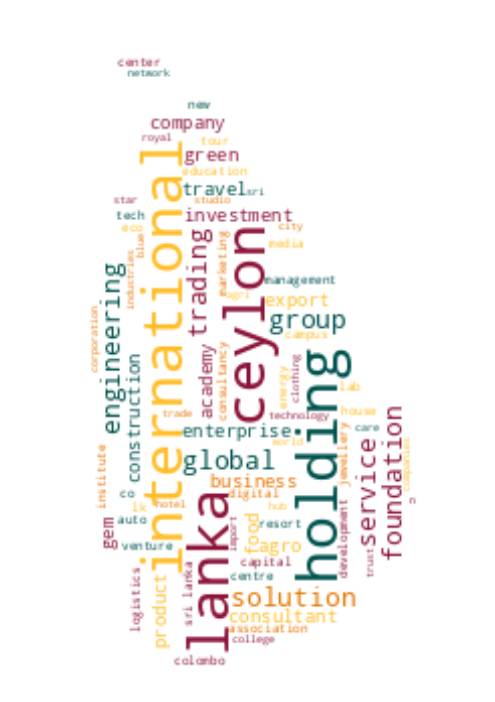 center
network
new
company
royal
tour
green
education
travel
sri
star
studio
tech
investment
eco
city
blue
media
international
ceylon
trading
marketing
industries
management
agri
engineering
export
corporation
group
campus
holding
construction
academy
consultancy
energy
clothing
lab
trade
technology
house
enterprise
care
world
foundation
service
jewellery
companies
global
institute
business
co
digital
lanka
lk
hotel
hub
gem
auto
food
resort
import
development
venture
agro
trust
capital
logistics
product
sri lanka
centre
solution
consultant
association
college
colombo